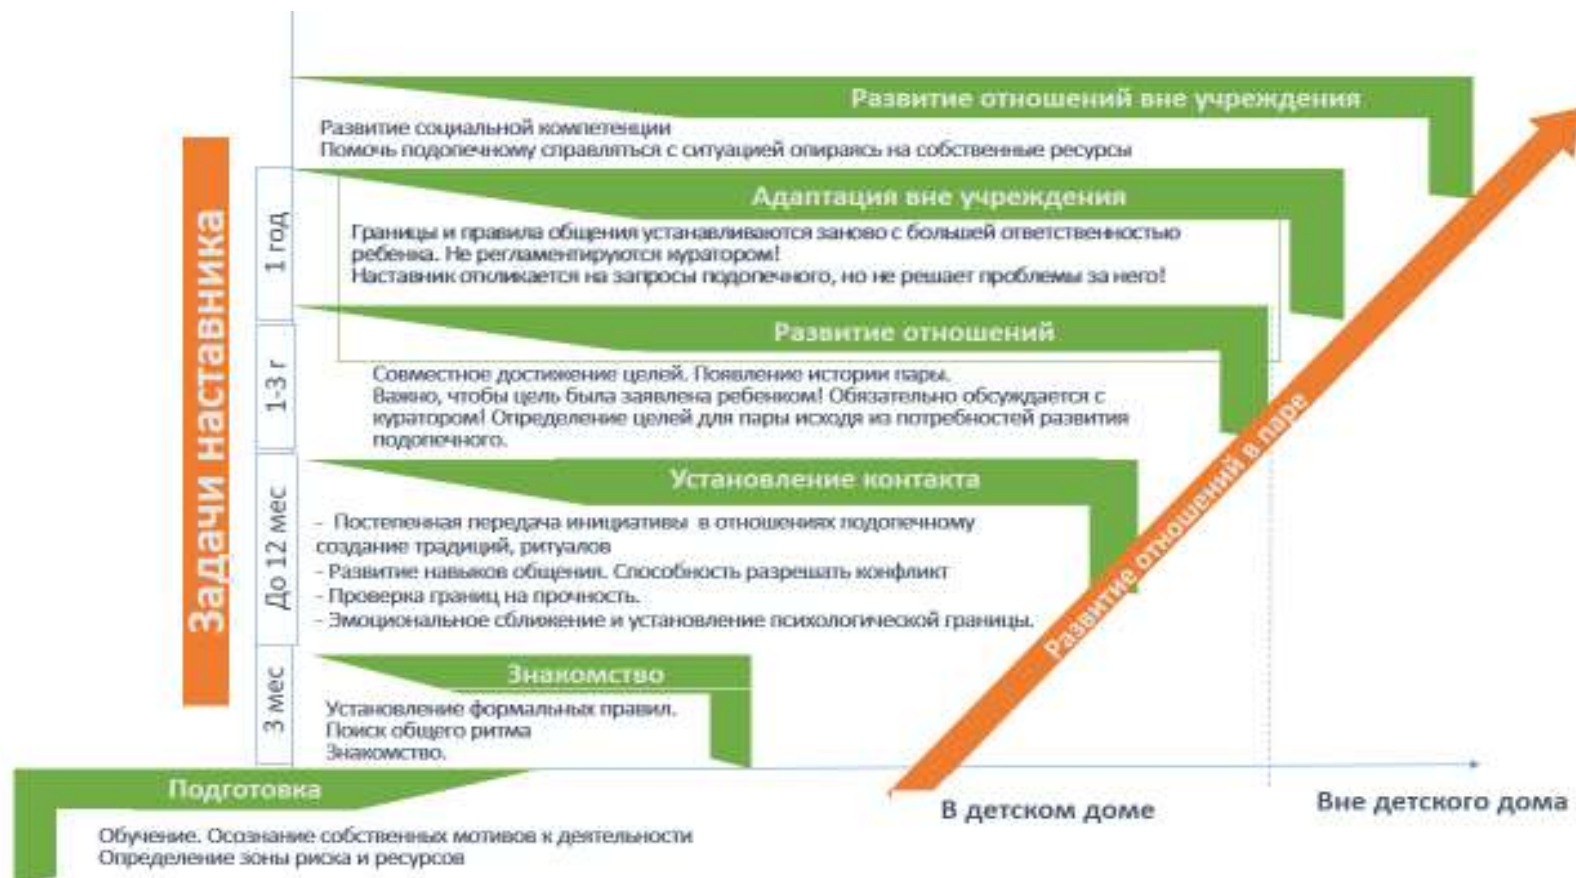 Развитие отношений вне учреждения
Развитие социальной компетенции
Помочь подопечному справляться с ситуацией опираясь на собственные ресурсы
Адаптация вне учреждения
Границы и правила общения устанавливаются заново с большей ответственностью
ребенка. Не регламентируются куратором!
Наставник откликается на запросы подопечного, но не решает проблемы за него!
Развитие отношений
Совместное достижение целей. Появление истории пары.
Важно, чтобы цель была заявлена ребенком! Обязательно обсуждается с
куратором! Определение целей для пары исходя из потребностей развития
подопечного.
Установление контакта
- Постепенная передача инициативы в отношениях подопечному
создание традиций, ритуалов
- Развитие навыков общения. Способность разрешать конфликт
- Проверка границ на прочность.
- Эмоциональное сближение и установление психологической границы.
Знакомство
Установление формальных правил.
Поиск общего ритма
Знакомство.
Подготовка
Обучение. Осознание собственных мотивов к деятельности
Определение зоны риска и ресурсов
Задачи наставника
1 год
1-3 г
До 12 мес
3 мес
Развитие отношений в паре
В детском доме
Вне детского дома